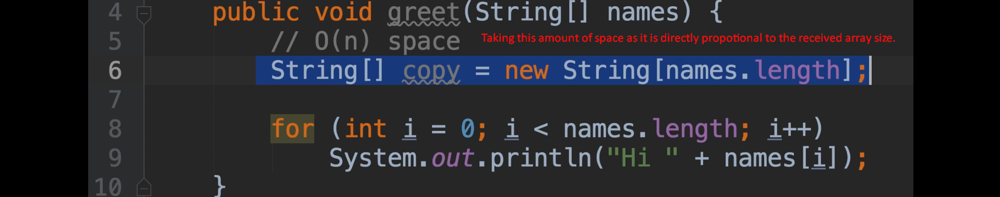 4 public void greet(String[] names) {
5 // O(n) space Taking this amount of space as it is directly propotional to the received array size.
6 String[] copy = new String[names.length];
7
8 for (int i = 0; i < names.length; i++)
9 System.out.println("Hi " + names[i]);
10 }